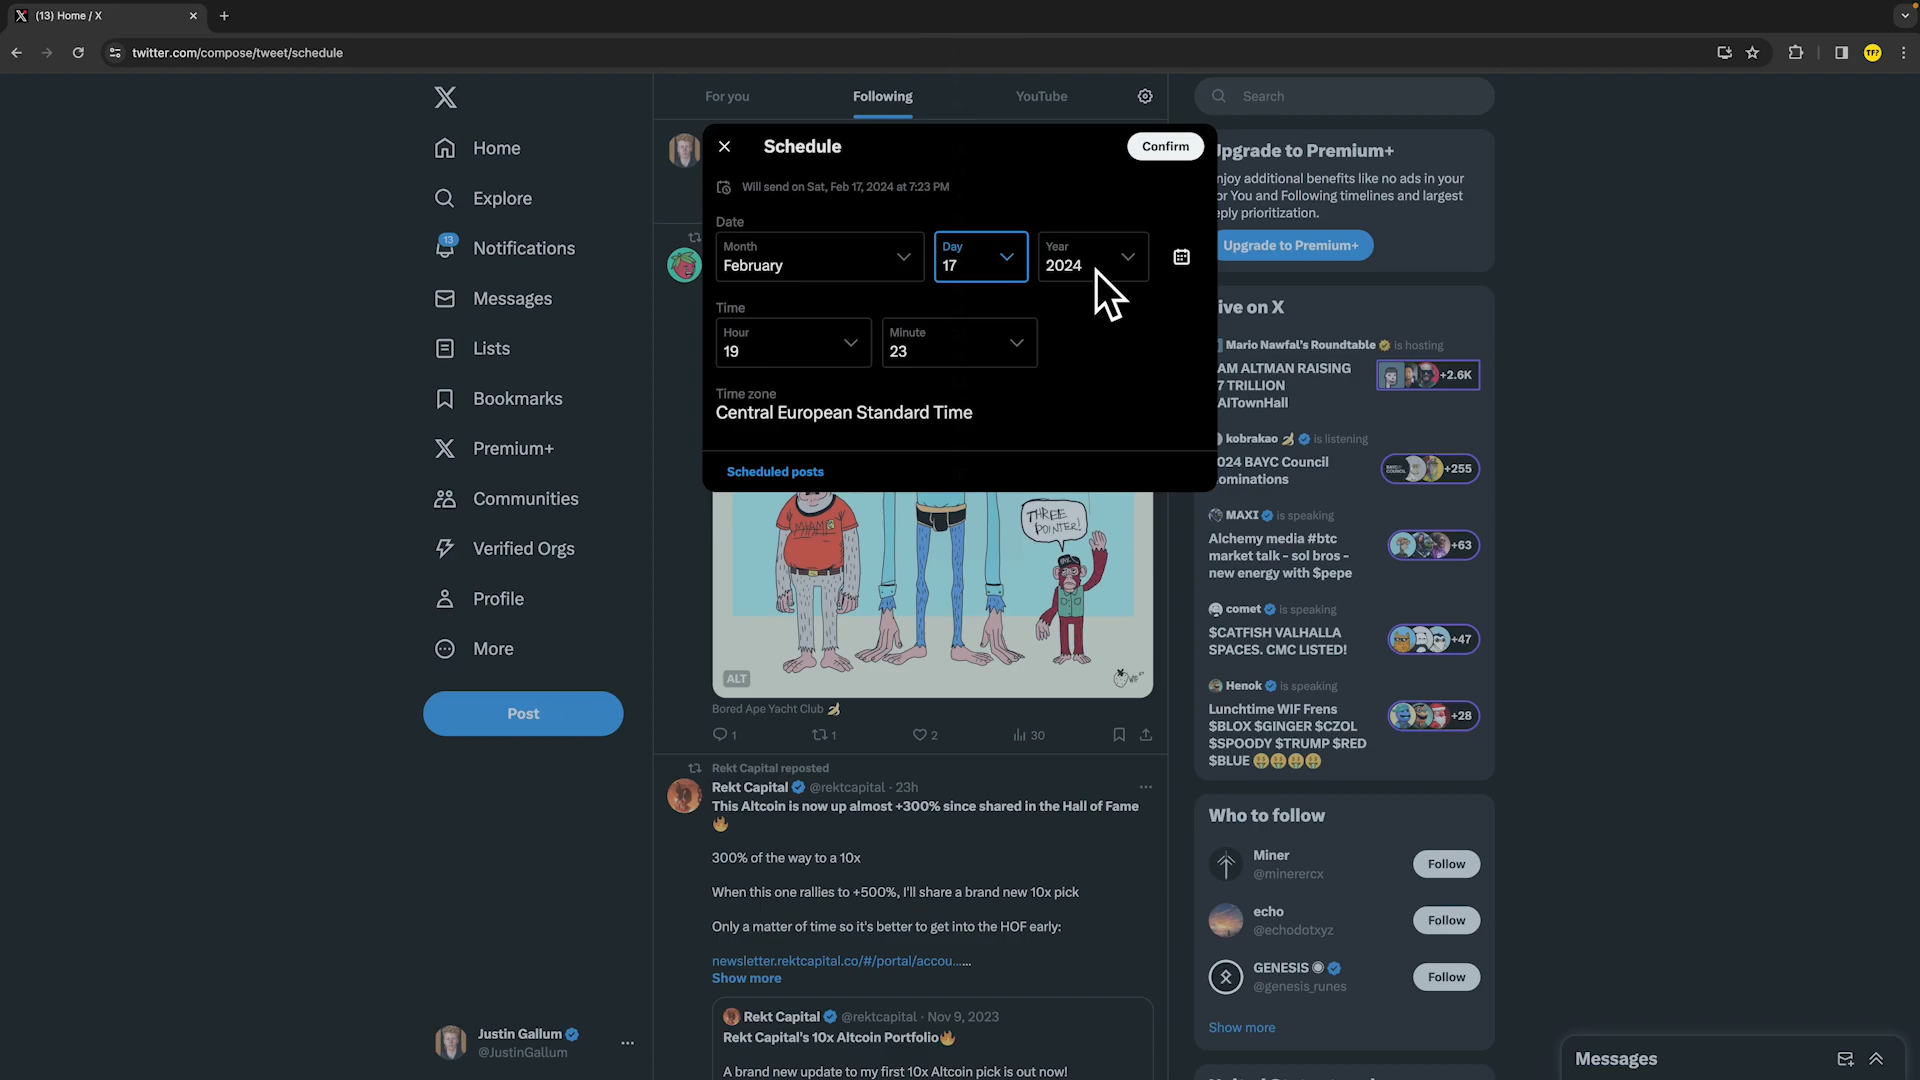 (13) Home / X
twitter.com/compose/tweet/schedule
TF?
Home
Explore
13
Notifications
Messages
Lists
Bookmarks
Premium+
Communities
Verified Orgs
Profile
More
Post
Justin Gallum
@JustinGallum
For you
Following
YouTube
Schedule
Confirm
Will send on Sat, Feb 17, 2024 at 7:23 PM
Date
Month
February
Day
17
Year
2024
Time
Hour
19
Minute
23
Time zone
Central European Standard Time
Scheduled posts
MIAMI
THREE
POINTER!
ALT
Bored Ape Yacht Club
1
1
2
30
Rekt Capital reposted
Rekt Capital @rektcapital · 23h
This Altcoin is now up almost +300% since shared in the Hall of Fame
300% of the way to a 10x
When this one rallies to +500%, I'll share a brand new 10x pick
Only a matter of time so it's better to get into the HOF early:
newsletter.rektcapital.co/#/portal/accou……
Show more
Rekt Capital @rektcapital · Nov 9, 2023
Rekt Capital's 10x Altcoin Portfolio
A brand new update to my first 10x Altcoin pick is out now!
Search
pgrade to Premium+
njoy additional benefits like no ads in your
or You and Following timelines and largest
eply prioritization.
Upgrade to Premium+
ive on X
Mario Nawfal's Roundtable is hosting
AM ALTMAN RAISING
7 TRILLION
AITownHall
+2.6K
kobrakao is listening
024 BAYC Council
ominations
+255
MAXI is speaking
Alchemy media #btc
market talk - sol bros -
new energy with $pepe
+63
comet is speaking
$CATFISH VALHALLA
SPACES. CMC LISTED!
+47
Henok is speaking
Lunchtime WIF Frens
$BLOX $GINGER $CZOL
$SPOODY $TRUMP $RED
$BLUE
+28
Who to follow
Miner
@minerercx
Follow
echo
@echodotxyz
Follow
GENESIS
@genesis_runes
Follow
Show more
Messages